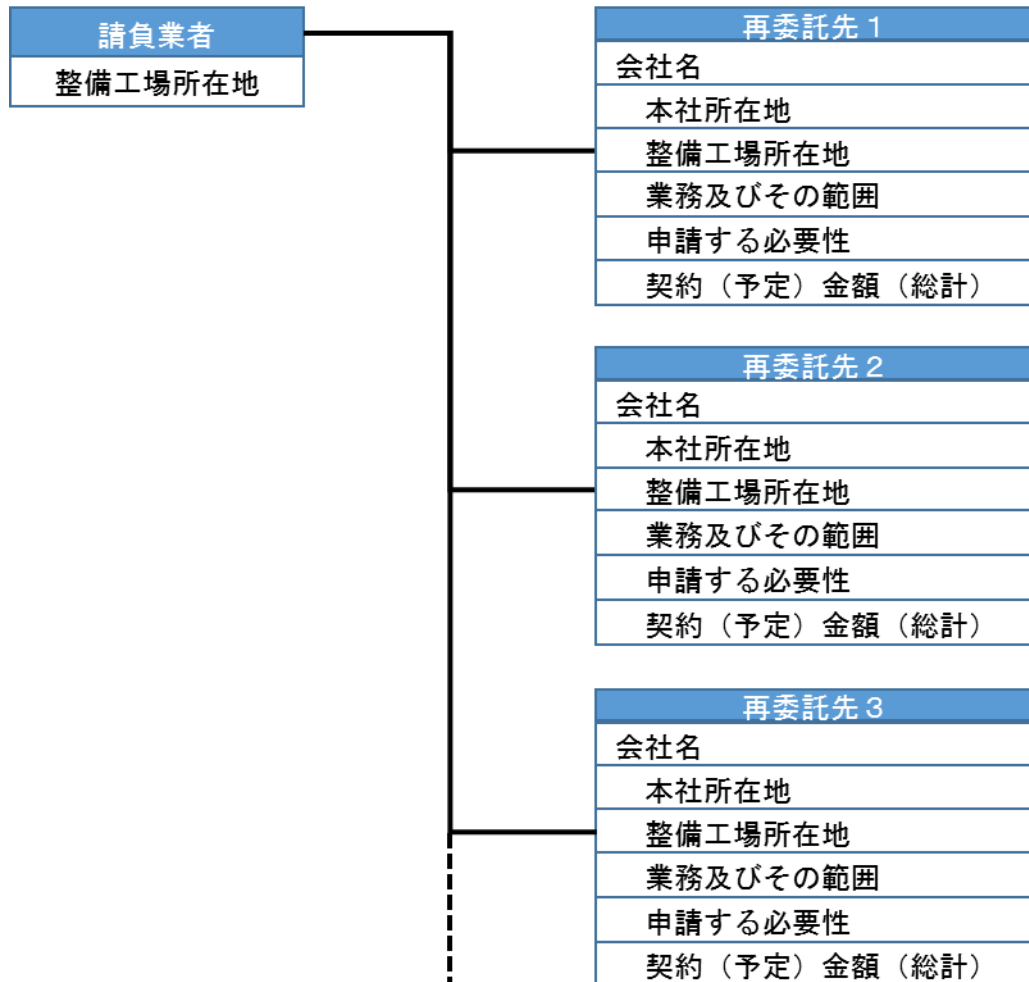 請負業者
整備工場所在地
再委託先１
会社名
本社所在地
整備工場所在地
業務及びその範囲
申請する必要性
契約（予定）金額（総計）
再委託先２
会社名
本社所在地
整備工場所在地
業務及びその範囲
申請する必要性
契約（予定）金額（総計）
再委託先３
会社名
本社所在地
整備工場所在地
業務及びその範囲
申請する必要性
契約（予定）金額（総計）